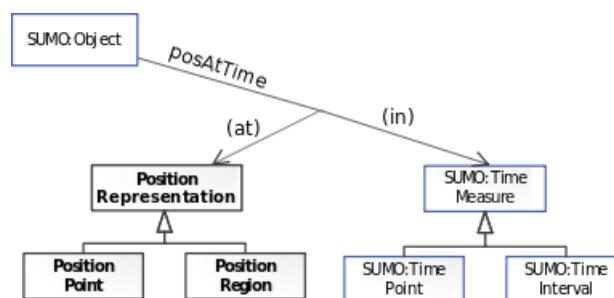 SUMO:Object
posAtTime
(at)
(in)
Position
Representation
SUMO:Time
Measure
Position
Point
Position
Region
SUMO:Time
Point
SUMO:Time
Interval